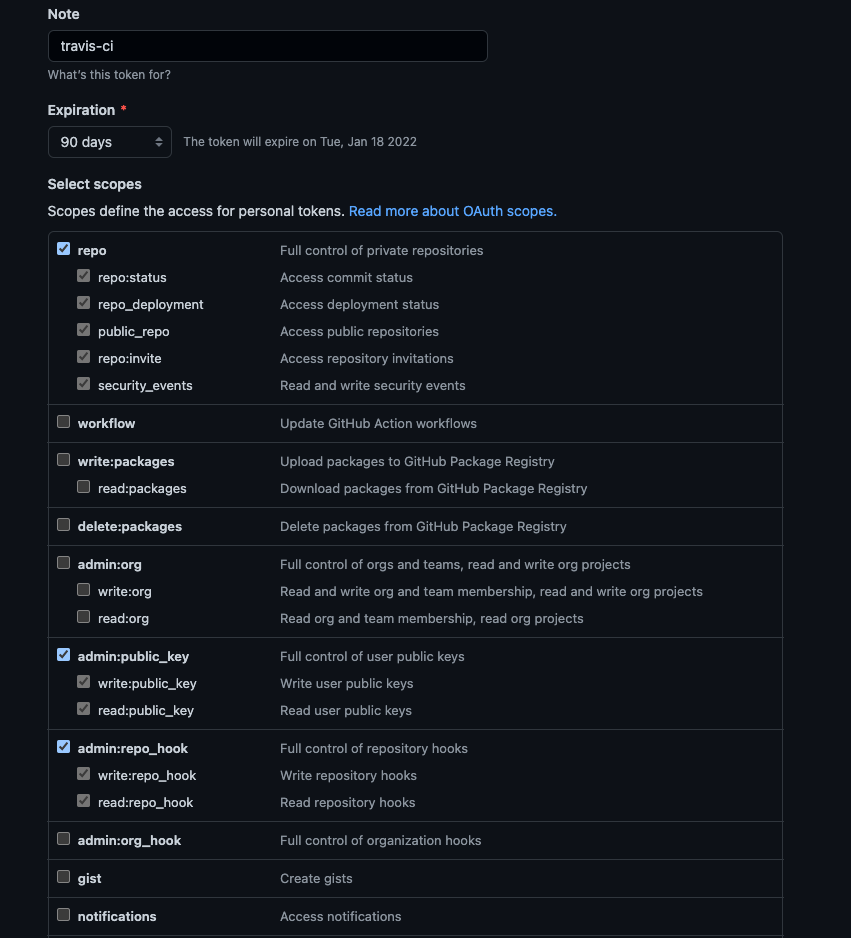 Note
travis-ci
What's this token for?
Expiration *
90 days The token will expire on Tue, Jan 18 2022
Select scopes
Scopes define the access for personal tokens. Read more about OAuth scopes.
repo Full control of private repositories
repo:status Access commit status
repo_deployment Access deployment status
public_repo Access public repositories
repo:invite Access repository invitations
security_events Read and write security events
workflow Update GitHub Action workflows
write:packages Upload packages to GitHub Package Registry
read:packages Download packages from GitHub Package Registry
delete:packages Delete packages from GitHub Package Registry
admin:org Full control of orgs and teams, read and write org projects
write:org Read and write org and team membership, read and write org projects
read:org Read org and team membership, read org projects
admin:public_key Full control of user public keys
write:public_key Write user public keys
read:public_key Read user public keys
admin:repo_hook Full control of repository hooks
write:repo_hook Write repository hooks
read:repo_hook Read repository hooks
admin:org_hook Full control of organization hooks
gist Create gists
notifications Access notifications